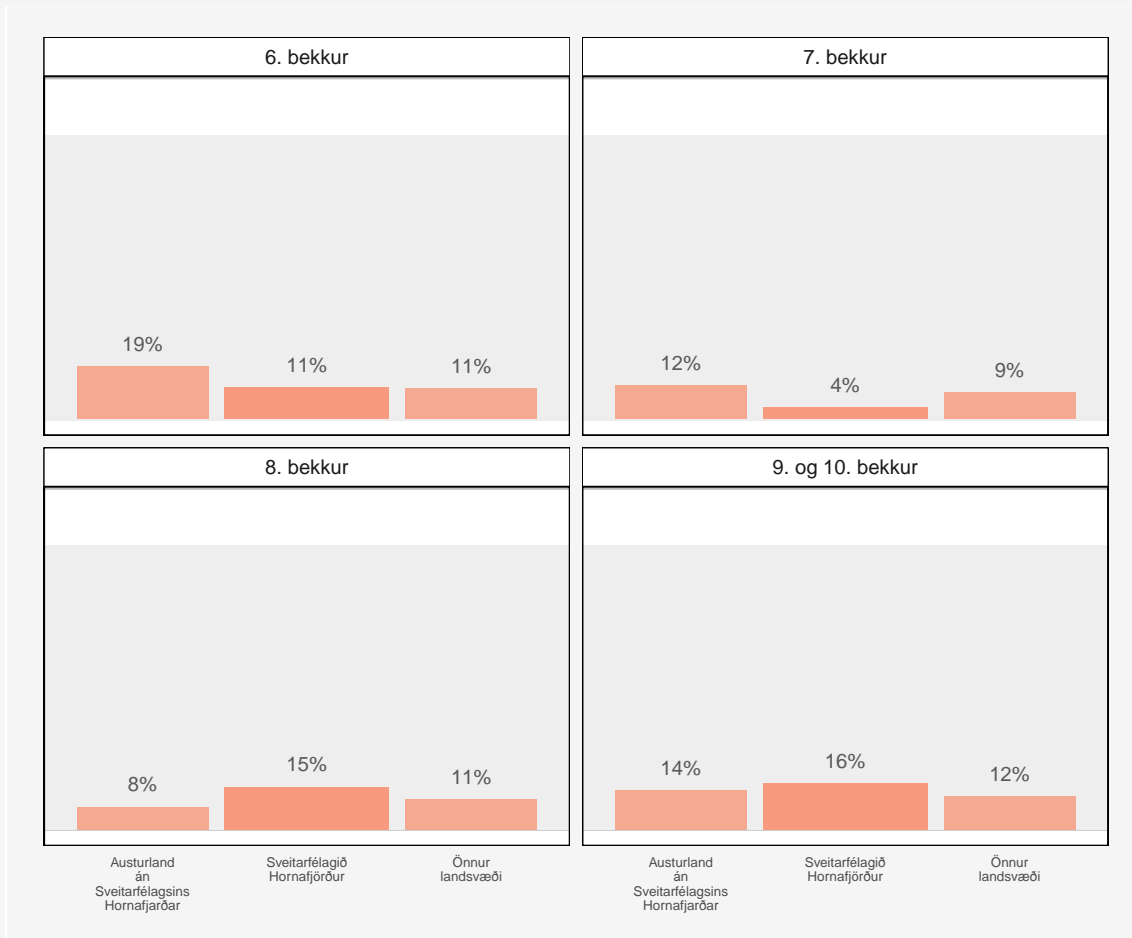 6. bekkur
7. bekkur
19%
11%
11%
12%
4%
9%
8. bekkur
9. og 10. bekkur
8%
15%
11%
14%
16%
12%
Austurland
án
Sveitarfélagsins
Hornafjarðar
Sveitarfélagið
Hornafjörður
Önnur
landsvæði
Austurland
án
Sveitarfélagsins
Hornafjarðar
Sveitarfélagið
Hornafjörður
Önnur
landsvæði